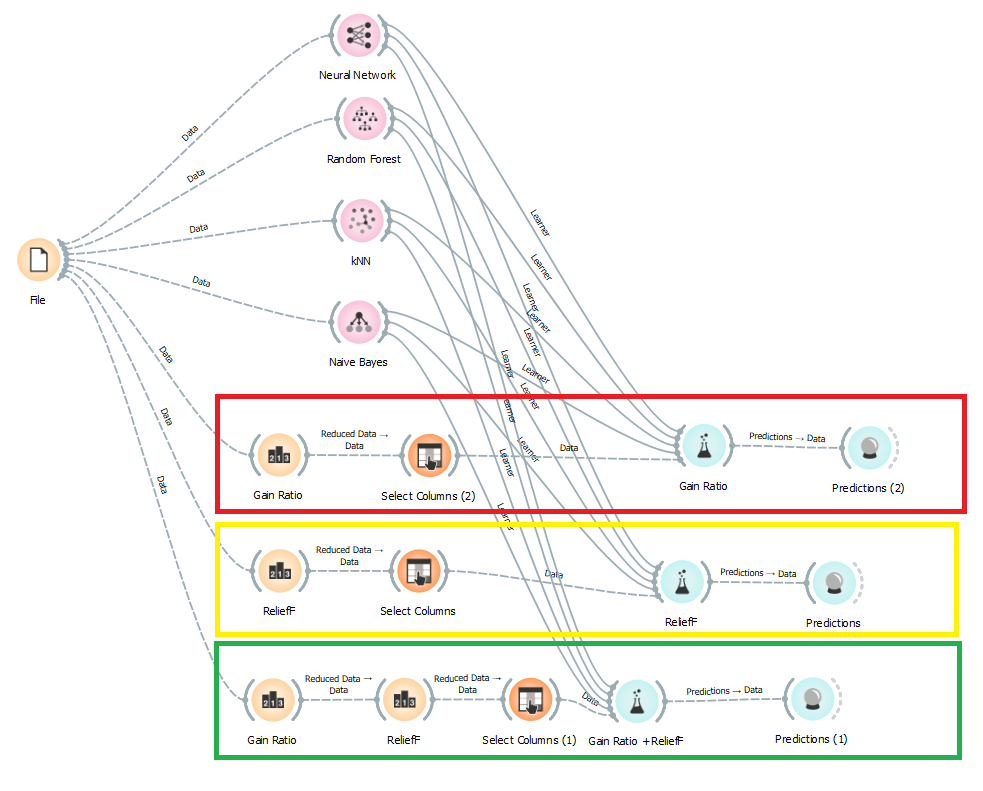 Neural Network
Data
Random Forest
Data
Learner
kNN
Data
Learner
File
Data
Learner
Learner
Naive Bayes
Data
Learner
Learner
Learner
Learner
Data
Learner
Reduced Data →
Data
Gain Ratio
Select Columns (2)
Learner
Data
Learner
Gain Ratio
Predictions → Data
Predictions (2)
Data
Learner
Reduced Data →
Data
ReliefF
Select Columns
Data
ReliefF
Predictions → Data
Predictions
Reduced Data →
Data
Reduced Data →
Data
Gain Ratio
ReliefF
Select Columns (1)
Data
Gain Ratio +ReliefF
Predictions → Data
Predictions (1)